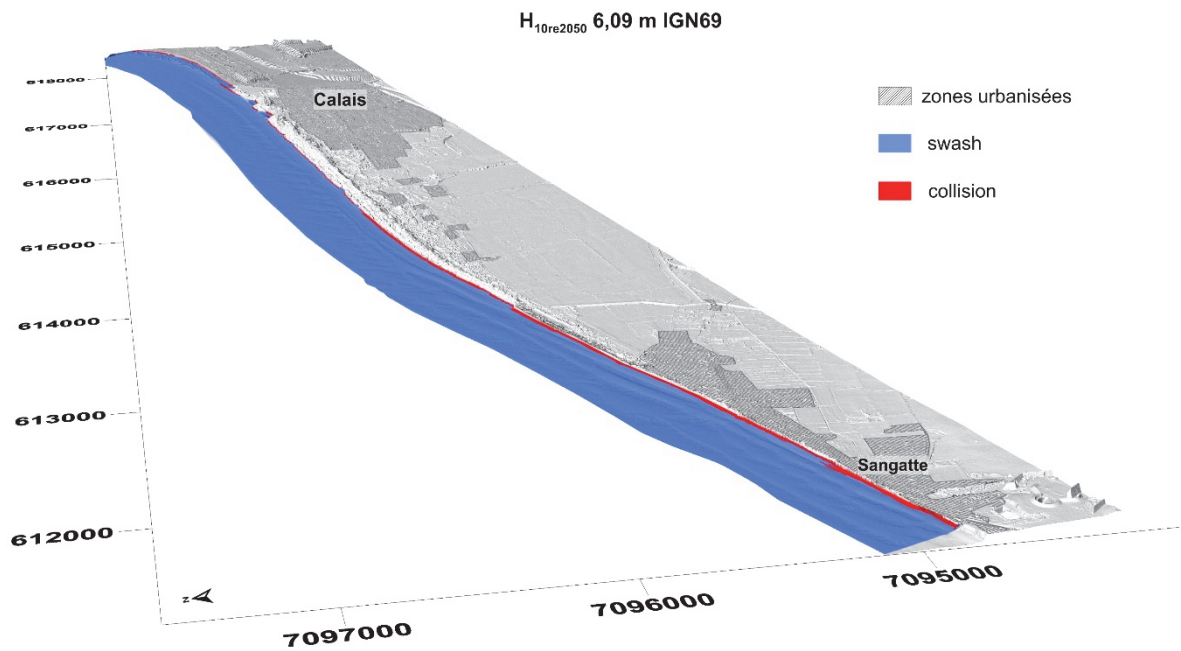 H10re2050 6,09 m IGN69
zones urbanisées
swash
collision
Calais
Sangatte
618000
617000
616000
615000
614000
613000
612000
7097000
7096000
7095000
z